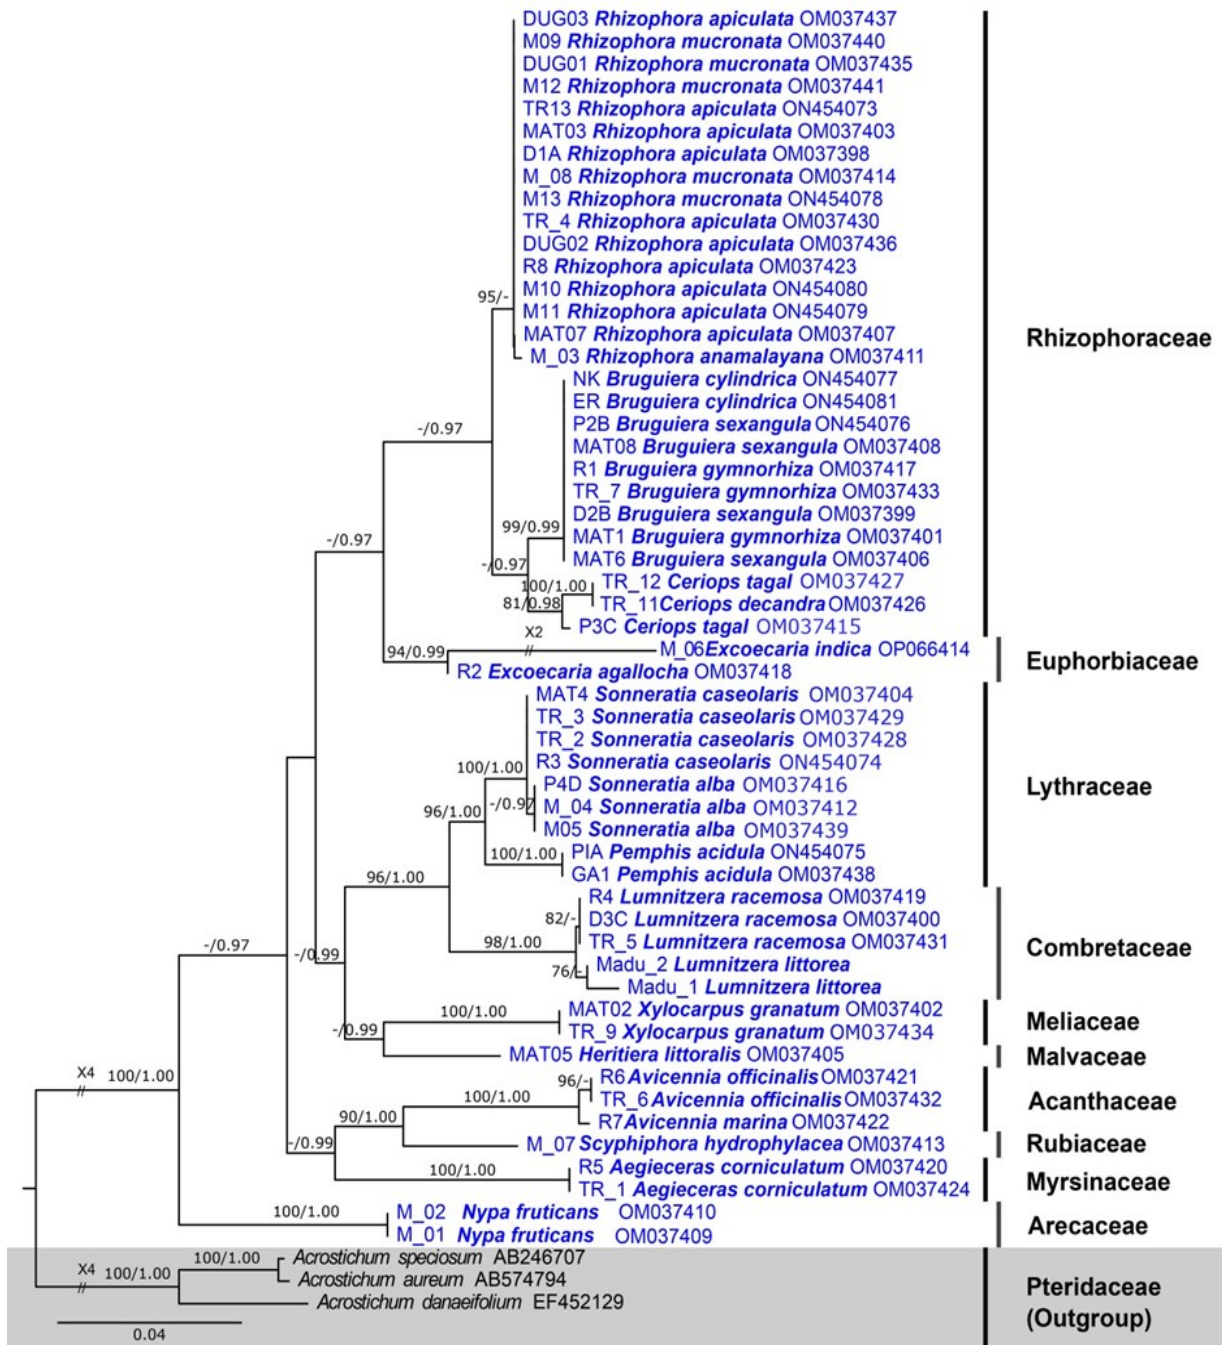 DUG03 Rhizophora apiculata OM037437
M09 Rhizophora mucronata OM037440
DUG01 Rhizophora mucronata OM037435
M12 Rhizophora mucronata OM037441
TR13 Rhizophora apiculata ON454073
MAT03 Rhizophora apiculata OM037403
D1A Rhizophora apiculata OM037398
M_08 Rhizophora mucronata OM037414
M13 Rhizophora mucronata ON454078
TR_4 Rhizophora apiculata OM037430
DUG02 Rhizophora apiculata OM037436
R8 Rhizophora apiculata OM037423
M10 Rhizophora apiculata ON454080
95/-
M11 Rhizophora apiculata ON454079
MAT07 Rhizophora apiculata OM037407
Rhizophoraceae
M_03 Rhizophora anamalayana OM037411
NK Bruguiera cylindrica ON454077
ER Bruguiera cylindrica ON454081
P2B Bruguiera sexangula ON454076
-/0.97
MAT08 Bruguiera sexangula OM037408
R1 Bruguiera gymnorhiza OM037417
TR_7 Bruguiera gymnorhiza OM037433
D2B Bruguiera sexangula OM037399
99/0.99
MAT1 Bruguiera gymnorhiza OM037401
-/0.97
MAT6 Bruguiera sexangula OM037406
-/0.97
TR_12 Ceriops tagal OM037427
100/1.00
TR_11Ceriops decandraOM037426
81/0.98
P3C Ceriops tagal OM037415
X2
//
M_06Excoecaria indica OP066414
94/0.99
Euphorbiaceae
R2 Excoecaria agallocha OM037418
MAT4 Sonneratia caseolaris OM037404
TR_3 Sonneratia caseolaris OM037429
TR_2 Sonneratia caseolaris OM037428
R3 Sonneratia caseolaris ON454074
100/1.00
P4D Sonneratia alba OM037416
Lythraceae
M_04 Sonneratia alba OM037412
-/0.97
96/1.00
M05 Sonneratia alba OM037439
PIA Pemphis acidula ON454075
100/1.00
GA1 Pemphis acidula OM037438
96/1.00
R4 Lumnitzera racemosa OM037419
82/-
D3C Lumnitzera racemosa OM037400
98/1.00
TR_5 Lumnitzera racemosa OM037431
-/0.97
-/0.99
Combretaceae
Madu_2 Lumnitzera littorea
76/-
Madu_1 Lumnitzera littorea
MAT02 Xylocarpus granatum OM037402
100/1.00
Meliaceae
-/0.99
TR_9 Xylocarpus granatum OM037434
MAT05 Heritiera littoralis OM037405
Malvaceae
X4
//
100/1.00
R6Avicennia officinalisOM037421
96/-
100/1.00
TR_6Avicennia officinalisOM037432
Acanthaceae
90/1.00
R7Avicennia marina OM037422
-/0.99
M_07 Scyphiphora hydrophylacea OM037413
Rubiaceae
R5 Aegieceras corniculatum OM037420
100/1.00
Myrsinaceae
TR_1 Aegieceras corniculatum OM037424
100/1.00
M_02 Nypa fruticans OM037410
Arecaceae
M_01 Nypa fruticans OM037409
100/1.00
Acrostichum speciosum AB246707
X4
//
100/1.00
Acrostichum aureum AB574794
Pteridaceae
Acrostichum danaeifolium EF452129
(Outgroup)
0.04